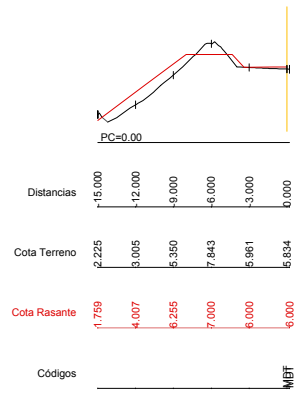 PC=0.00
Distancias -15.000 -12.000 -9.000 -6.000 -3.000 0.000
Cota Terreno 2.225 3.005 5.350 7.843 5.961 5.834
Cota Rasante 1.759 4.007 6.255 7.000 6.000 6.000
Códigos MDT